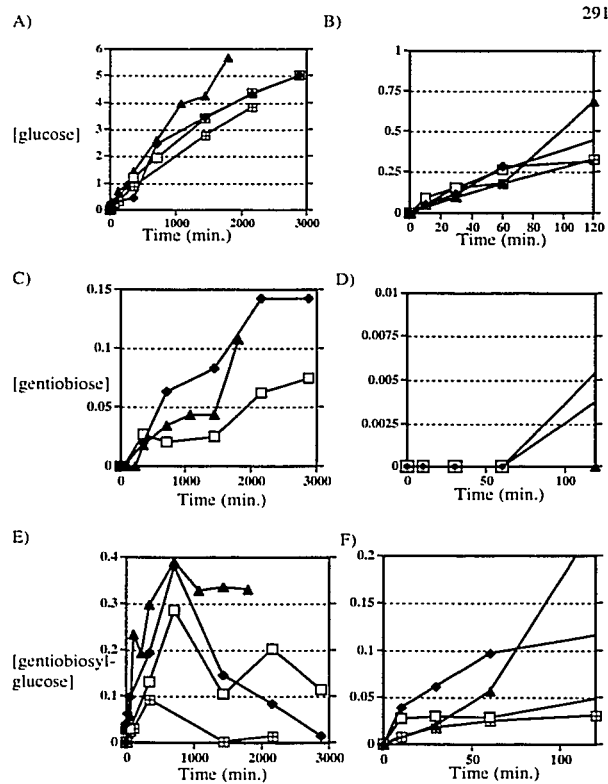 291
A)
B)
[glucose]
6
5
4
3
2
1
0
0 1000 2000 3000
Time (min.)
1
0.75
0.5
0.25
0
0 20 40 60 80 100 120
Time (min.)
C)
D)
[gentiobiose]
0.15
0.1
0.05
0
0 1000 2000 3000
Time (min.)
0.01
0.0075
0.005
0.0025
0
0 50 100
Time (min.)
E)
F)
[gentiobiosyl-
glucose]
0.4
0.3
0.2
0.1
0
0 1000 2000 3000
Time (min.)
0.2
0.15
0.1
0.05
0
0 50 100
Time (min.)